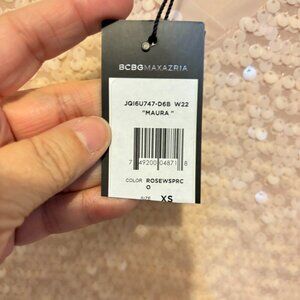 BCBGMAXAZRIA
JQI6U747-D6B W22
"MAURA"
7 49200 04871 8
COLOR ROSEWSPRC
O
SIZE XS